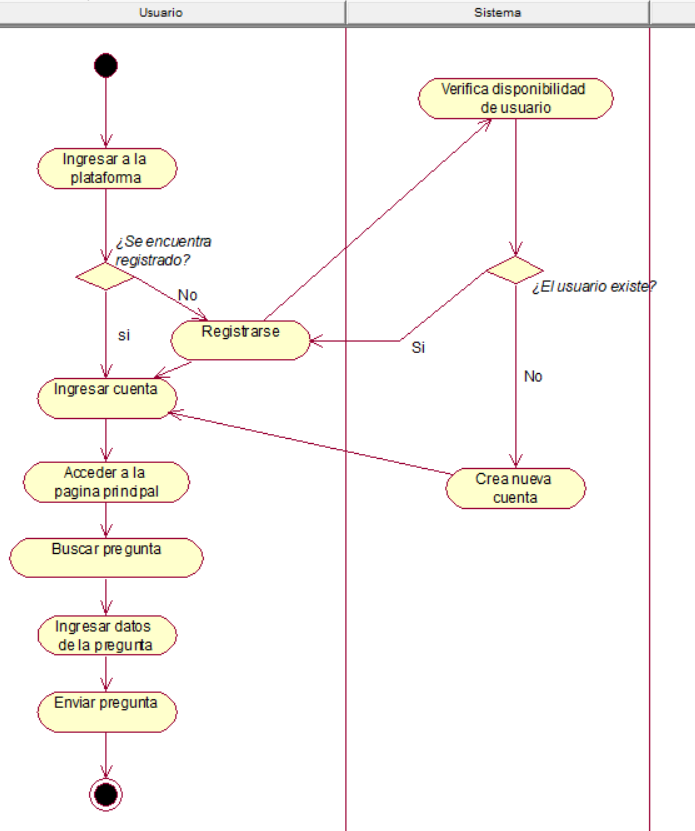 Usuario
Sistema
Verifica disponibilidad
de usuario
Ingresar a la
plataforma
¿Se encuentra
registrado?
No
¿El usuario existe?
si
Registrarse
Si
No
Ingresar cuenta
Acceder a la
pagina principal
Crea nueva
cuenta
Buscar pregunta
Ingresar datos
de la pregunta
Enviar pregunta